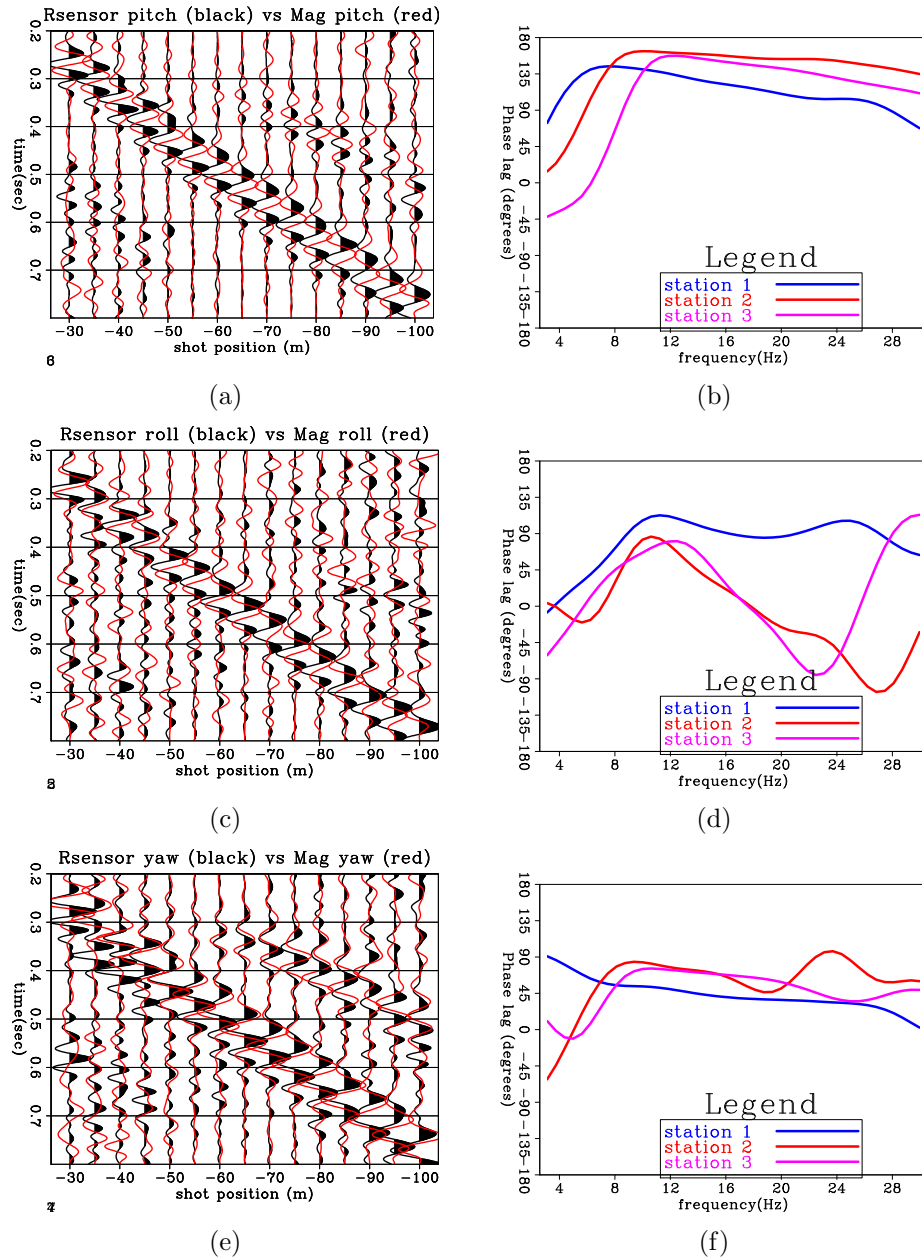 Rsensor pitch (black) vs Mag pitch (red)
0.2
0.3
0.4
0.5
0.6
0.7
time(sec)
−30 −40 −50 −60 −70 −80 −90 −100
shot position (m)
(a)
180
135
90
45
0
−45
−90
−135
−180
Phase lag (degrees)
Legend
station 1
station 2
station 3
4 8 12 16 20 24 28
frequency(Hz)
(b)
Rsensor roll (black) vs Mag roll (red)
0.2
0.3
0.4
0.5
0.6
0.7
time(sec)
−30 −40 −50 −60 −70 −80 −90 −100
shot position (m)
(c)
180
135
90
45
0
−45
−90
−135
−180
Phase lag (degrees)
Legend
station 1
station 2
station 3
4 8 12 16 20 24 28
frequency(Hz)
(d)
Rsensor yaw (black) vs Mag yaw (red)
0.2
0.3
0.4
0.5
0.6
0.7
time(sec)
−30 −40 −50 −60 −70 −80 −90 −100
shot position (m)
(e)
180
135
90
45
0
−45
−90
−135
−180
Phase lag (degrees)
Legend
station 1
station 2
station 3
4 8 12 16 20 24 28
frequency(Hz)
(f)